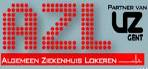 AZL
PARTNER VAN
UZ
GENT
ALGEMEEN ZIEKENHUIS LOKEREN